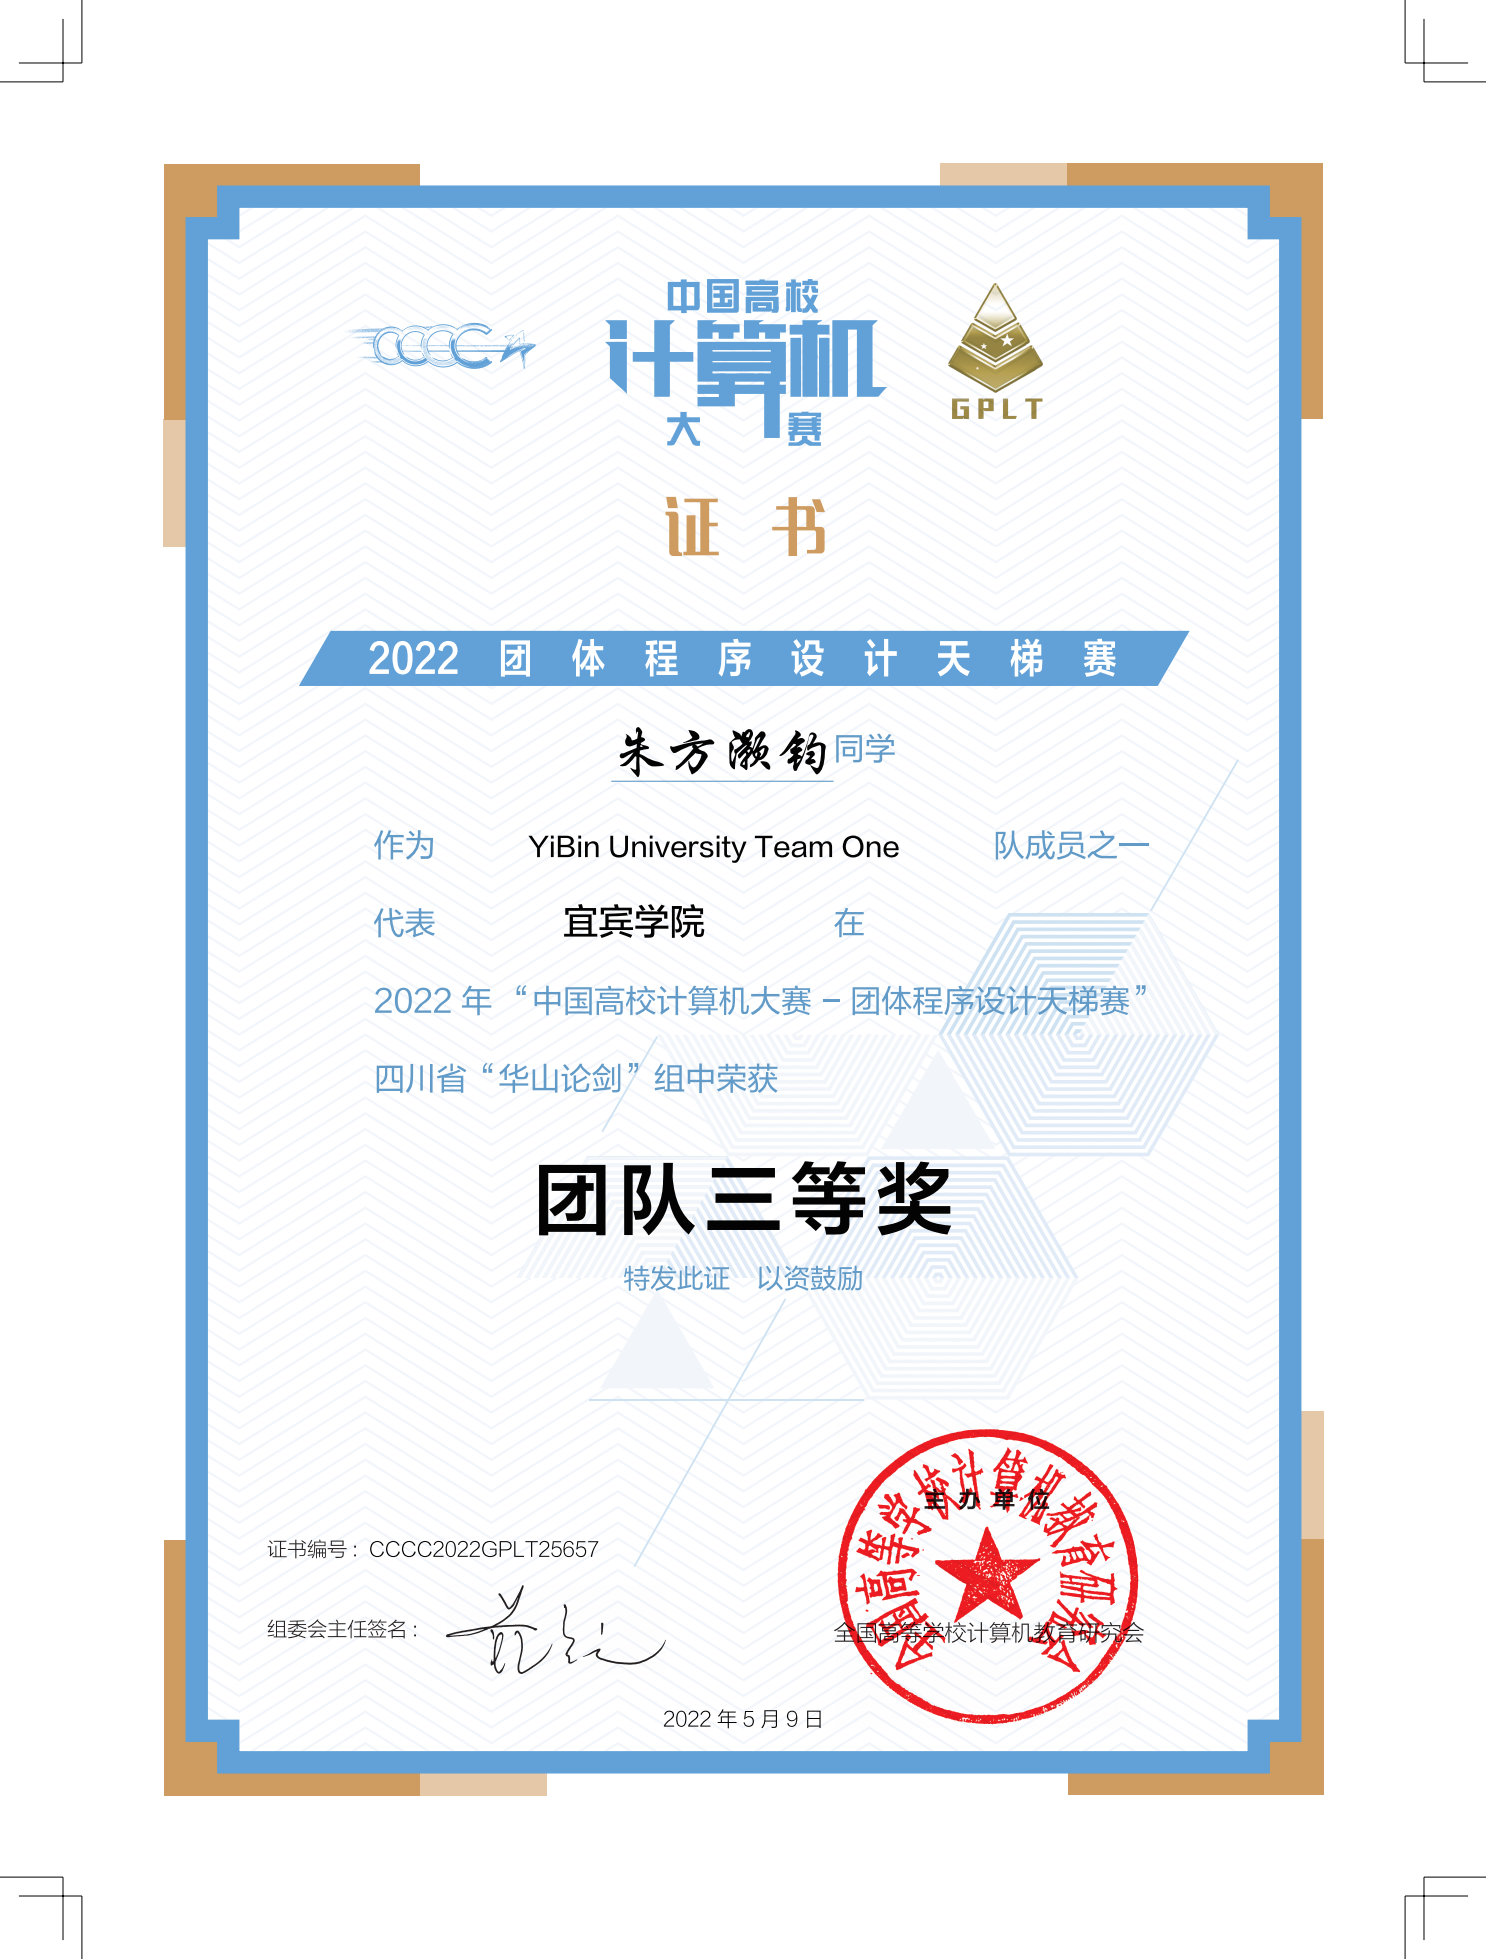 CCCC
中国高校
计算机
大赛
GPLT
证书
2022 团体程序设计天梯赛
朱方灏钧同学
作为 YiBin University Team One 队成员之一
代表 宜宾学院 在
2022 年 “中国高校计算机大赛 – 团体程序设计天梯赛”
四川省“华山论剑”组中荣获
团队三等奖
特发此证 以资鼓励
全国高等学校计算机教育研究会
主办单位
证书编号：CCCC2022GPLT25657
组委会主任签名：
全国高等学校计算机教育研究会
2022 年 5 月 9 日